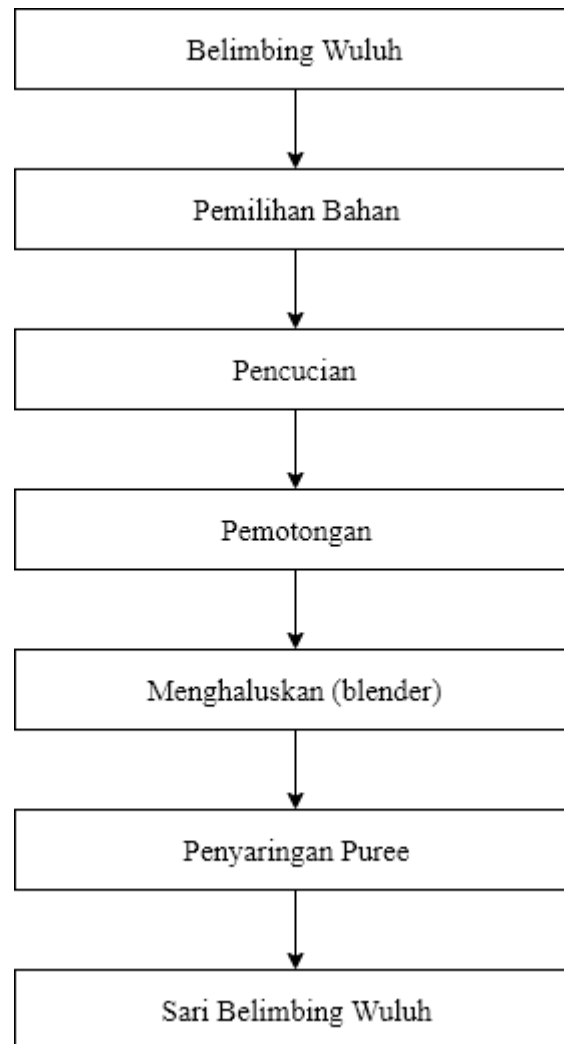 Belimbing Wuluh
Pemilihan Bahan
Pencucian
Pemotongan
Menghaluskan (blender)
Penyaringan Puree
Sari Belimbing Wuluh